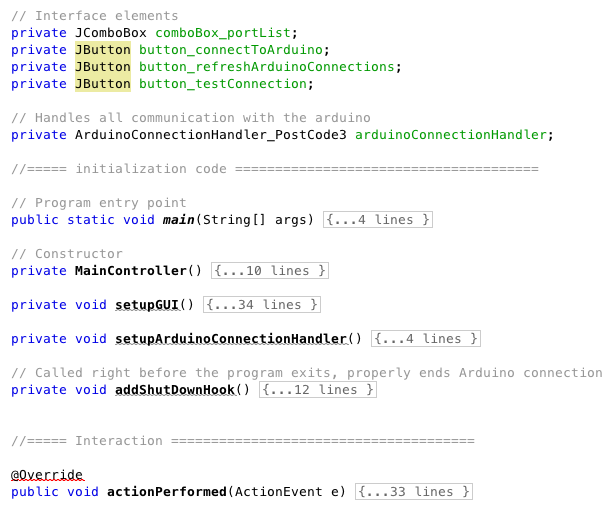 // Interface elements
private JComboBox comboBox_portList;
private JButton button_connectToArduino;
private JButton button_refreshArduinoConnections;
private JButton button_testConnection;
// Handles all communication with the arduino
private ArduinoConnectionHandler_PostCode3 arduinoConnectionHandler;
//===== initialization code ======================================
// Program entry point
public static void main(String[] args) {...4 lines }
// Constructor
private MainController() {...10 lines }
private void setupGUI() {...34 lines }
private void setupArduinoConnectionHandler() {...4 lines }
// Called right before the program exits, properly ends Arduino connection
private void addShutDownHook() {...12 lines }
//===== Interaction ======================================
@Override
public void actionPerformed(ActionEvent e) {...33 lines }